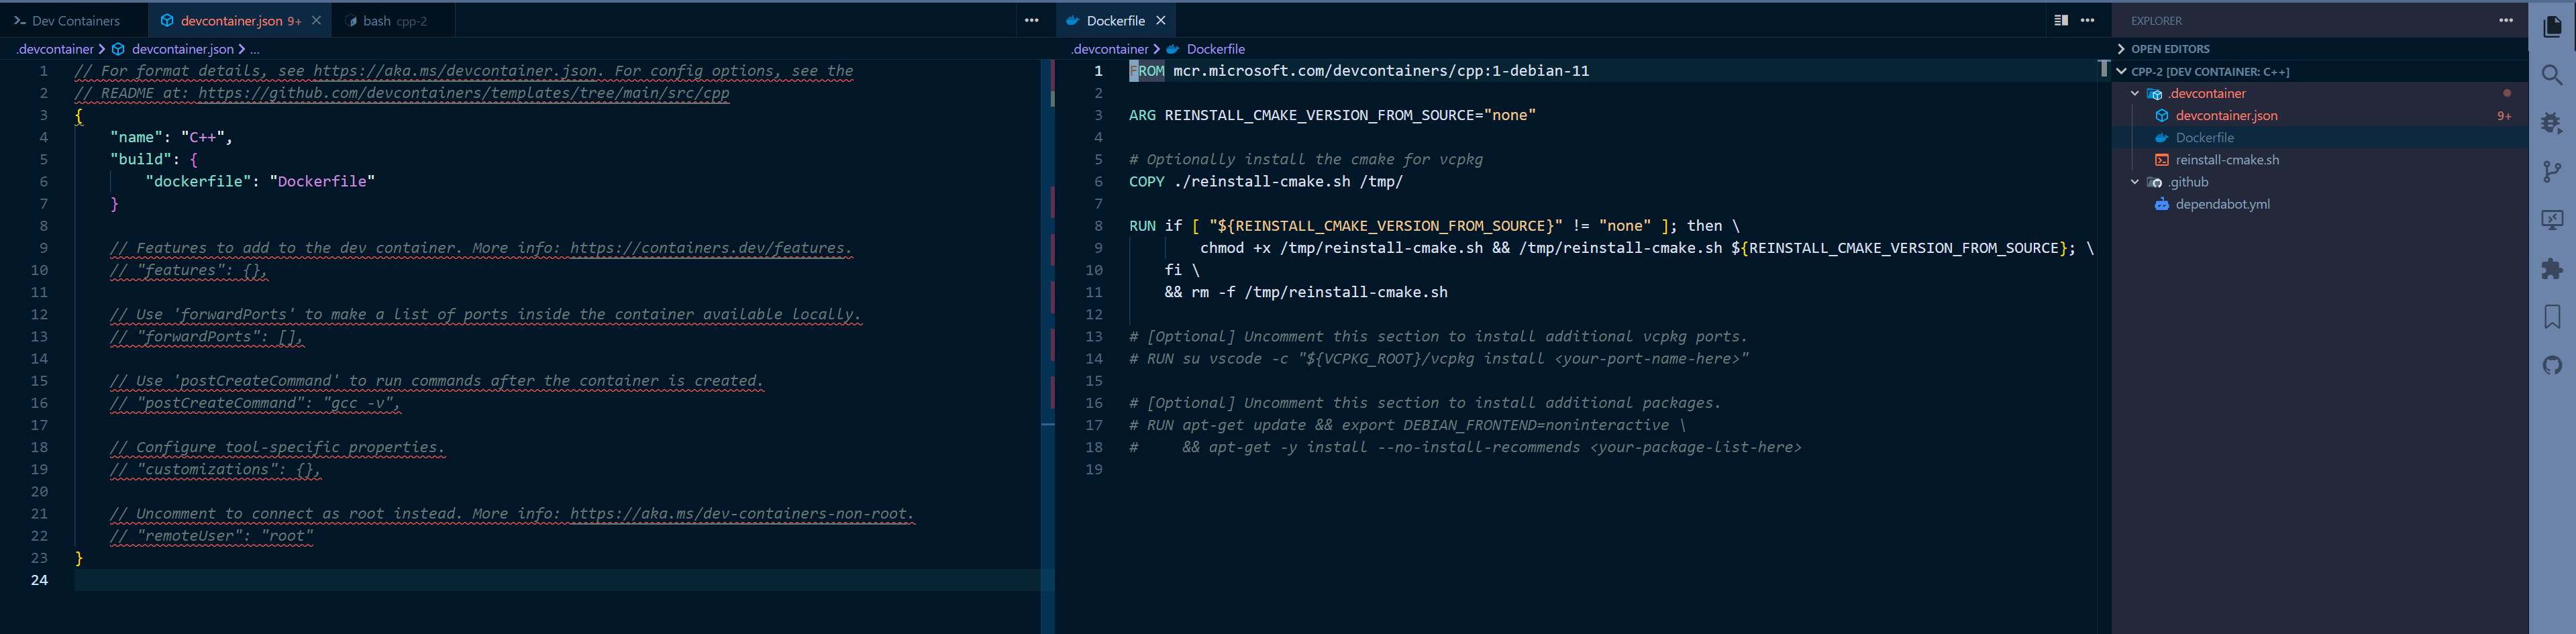 Dev Containers
devcontainer.json 9+
bash cpp-2
.devcontainer > devcontainer.json > ...
1 // For format details, see https://aka.ms/devcontainer.json. For config options, see the
2 // README at: https://github.com/devcontainers/templates/tree/main/src/cpp
3 {
4 "name": "C++",
5 "build": {
6 "dockerfile": "Dockerfile"
7 }
8
9 // Features to add to the dev container. More info: https://containers.dev/features.
10 // "features": {},
11
12 // Use 'forwardPorts' to make a list of ports inside the container available locally.
13 // "forwardPorts": [],
14
15 // Use 'postCreateCommand' to run commands after the container is created.
16 // "postCreateCommand": "gcc -v",
17
18 // Configure tool-specific properties.
19 // "customizations": {},
20
21 // Uncomment to connect as root instead. More info: https://aka.ms/dev-containers-non-root.
22 // "remoteUser": "root"
23 }
24
Dockerfile
.devcontainer > Dockerfile
1 FROM mcr.microsoft.com/devcontainers/cpp:1-debian-11
2
3 ARG REINSTALL_CMAKE_VERSION_FROM_SOURCE="none"
4
5 # Optionally install the cmake for vcpkg
6 COPY ./reinstall-cmake.sh /tmp/
7
8 RUN if [ "${REINSTALL_CMAKE_VERSION_FROM_SOURCE}" != "none" ]; then \
9 chmod +x /tmp/reinstall-cmake.sh && /tmp/reinstall-cmake.sh ${REINSTALL_CMAKE_VERSION_FROM_SOURCE}; \
10 fi \
11 && rm -f /tmp/reinstall-cmake.sh
12
13 # [Optional] Uncomment this section to install additional vcpkg ports.
14 # RUN su vscode -c "${VCPKG_ROOT}/vcpkg install <your-port-name-here>"
15
16 # [Optional] Uncomment this section to install additional packages.
17 # RUN apt-get update && export DEBIAN_FRONTEND=noninteractive \
18 # && apt-get -y install --no-install-recommends <your-package-list-here>
19
EXPLORER
OPEN EDITORS
CPP-2 [DEV CONTAINER: C++]
.devcontainer
devcontainer.json 9+
Dockerfile
reinstall-cmake.sh
.github
dependabot.yml